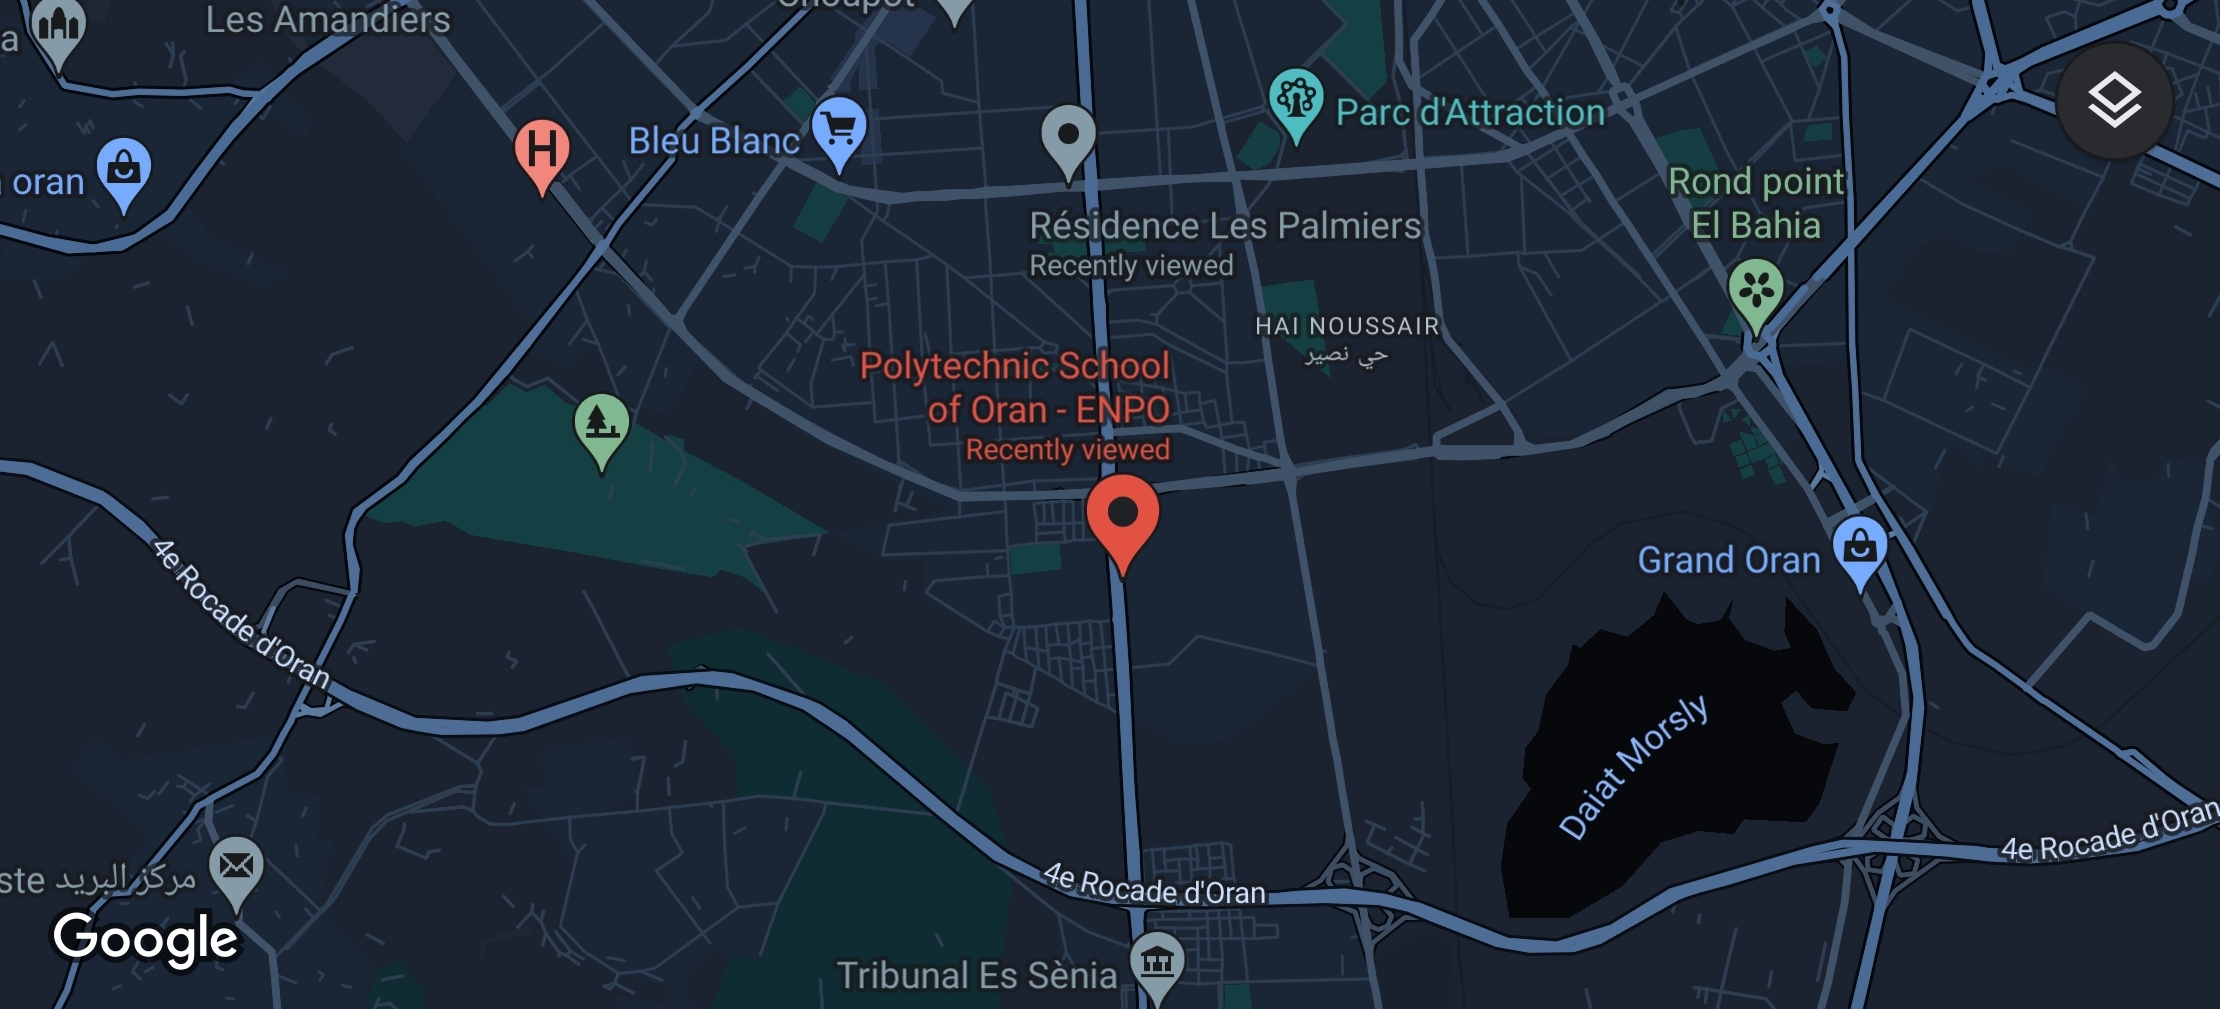 Les Amandiers
a
Bleu Blanc
Parc d'Attraction
oran
Rond point
El Bahia
Résidence Les Palmiers
Recently viewed
HAI NOUSSAIR
حي نصير
Polytechnic School
of Oran - ENPO
Recently viewed
H
4e Rocade d'Oran
Grand Oran
Daiat Morsly
4e Rocade d'Oran
4e Rocade d'Oran
ste مركز البريد
Google
Tribunal Es Sènia